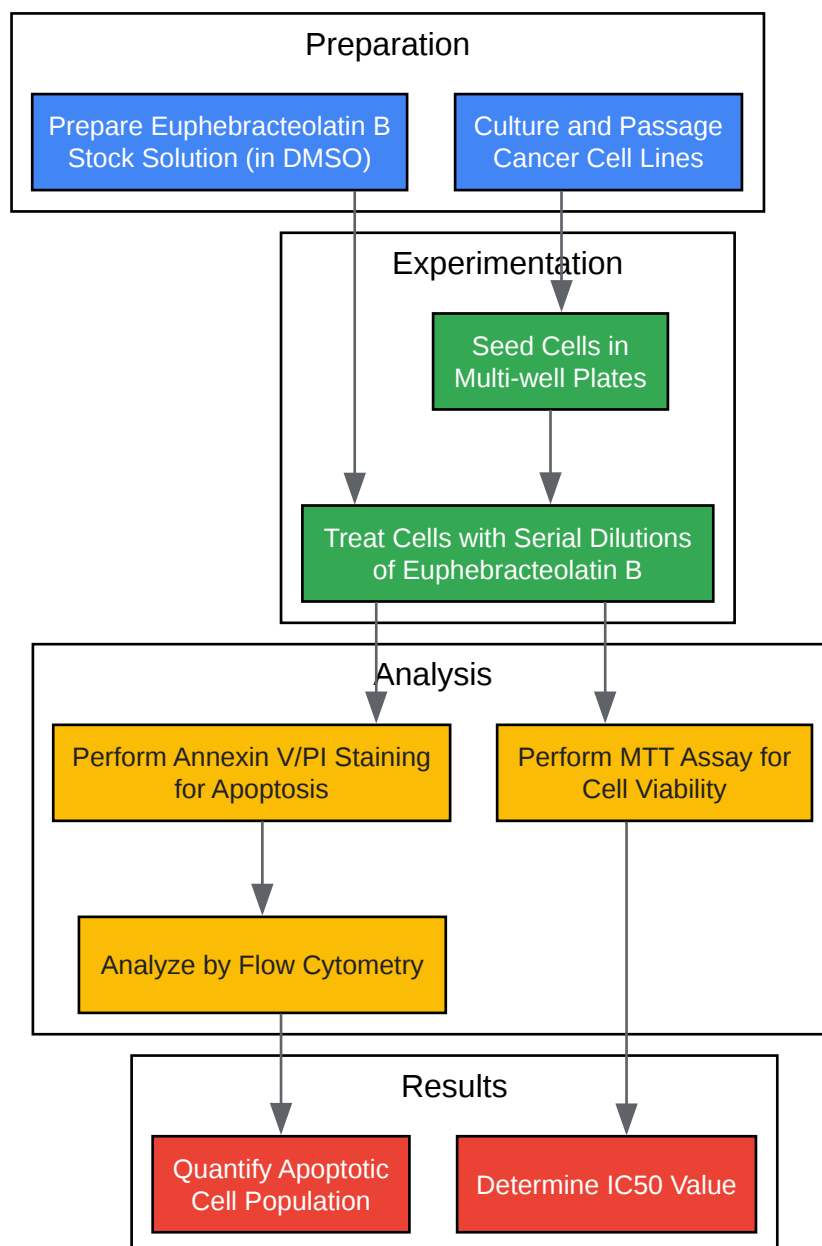 Preparation
Prepare Euphebracteolatin B
Stock Solution (in DMSO)
Culture and Passage
Cancer Cell Lines
Experimentation
Seed Cells in
Multi-well Plates
Treat Cells with Serial Dilutions
of Euphebracteolatin B
Analysis
Perform Annexin V/PI Staining
for Apoptosis
Perform MTT Assay for
Cell Viability
Analyze by Flow Cytometry
Results
Quantify Apoptotic
Cell Population
Determine IC50 Value